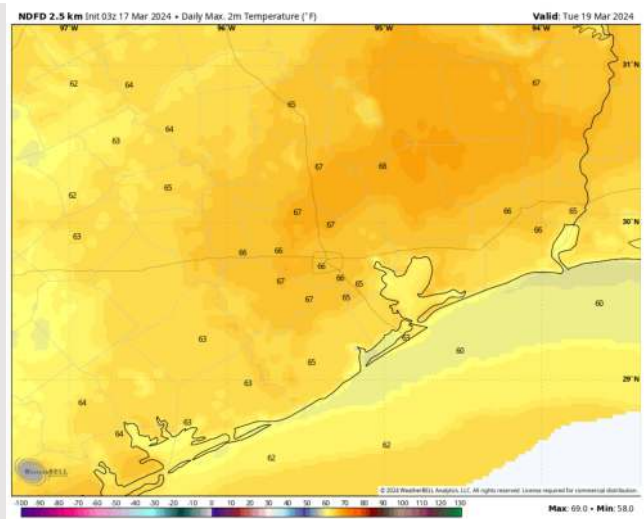 NDFD 2.5 km Init 03z 17 Mar 2024 • Daily Max. 2m Temperature (°F) Valid: Tue 19 Mar 2024
97°W 96°W 95°W 94°W
31°N
62 64 67
65
63 64
67 68
62 65
67 66 65
30°N
63 67 66
66 66
66
67 66 65
67 65
60
63 63
60
65
29°N
63
64
64 63
62
62
WeatherBELL
© 2024 WeatherBELL Analytics, LLC. All rights reserved. License required for commercial distribution.
-100 -90 -80 -70 -60 -50 -40 -30 -20 -10 0 10 20 30 40 50 60 70 80 90 100 110 120 130
Max: 69.0 • Min: 58.0